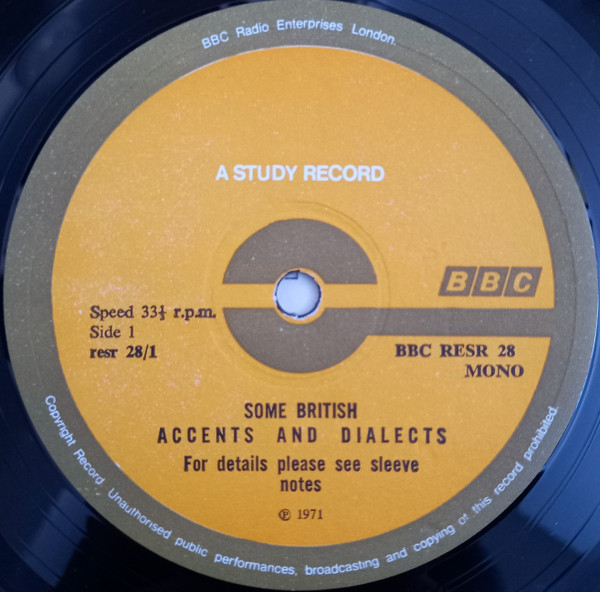 BBC Radio Enterprises London.
A STUDY RECORD
BBC
Speed 33⅓ r.p.m.
Side 1
resr 28/1
BBC RESR 28
MONO
SOME BRITISH
ACCENTS AND DIALECTS
For details please see sleeve
notes
℗ 1971
Copyright Record Unauthorised public performances, broadcasting and copying of this record prohibited.